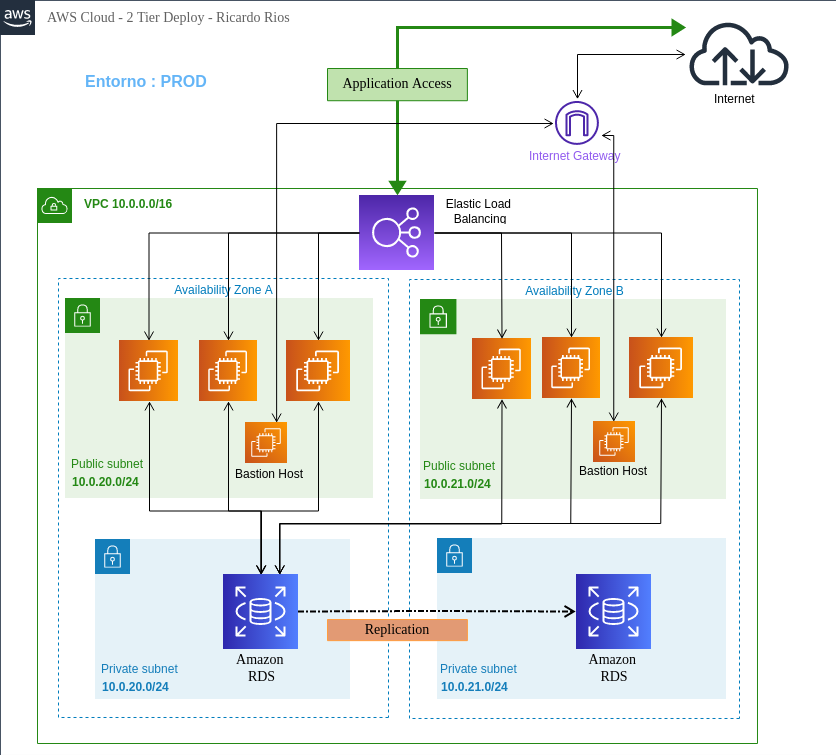 aws
AWS Cloud - 2 Tier Deploy - Ricardo Rios
Entorno : PROD
Application Access
Internet
Internet Gateway
VPC 10.0.0.0/16
Elastic Load
Balancing
Availability Zone A
Availability Zone B
Public subnet
10.0.20.0/24
Bastion Host
Public subnet
10.0.21.0/24
Bastion Host
Amazon
RDS
Replication
Amazon
RDS
Private subnet
10.0.20.0/24
Private subnet
10.0.21.0/24